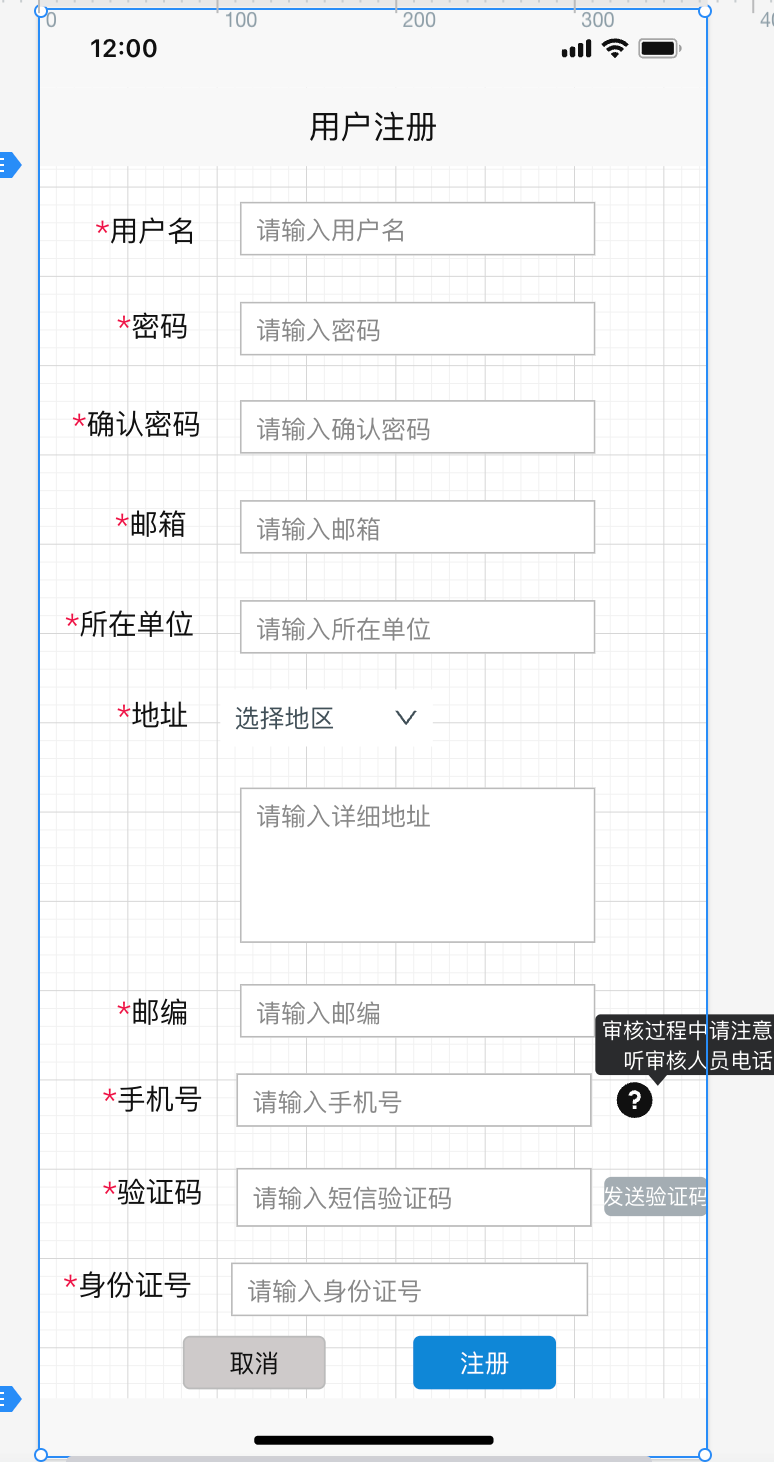 0 100 200 300 40
12:00
用户注册
*用户名 请输入用户名
*密码 请输入密码
*确认密码 请输入确认密码
*邮箱 请输入邮箱
*所在单位 请输入所在单位
*地址 选择地区
请输入详细地址
*邮编 请输入邮编
审核过程中请注意
听审核人员电话
*手机号 请输入手机号 ?
*验证码 请输入短信验证码 发送验证码
*身份证号 请输入身份证号
取消 注册